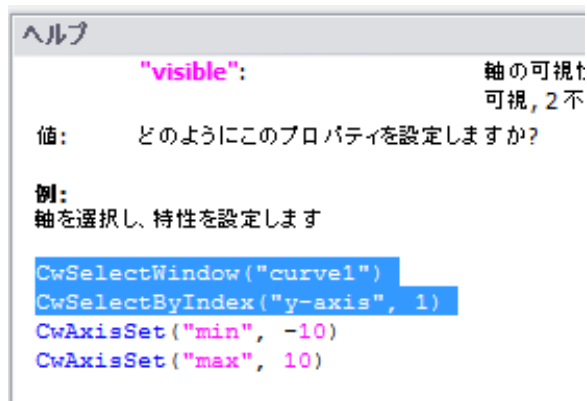 ヘルプ
"visible": 軸の可視
可視, 2 不
値: どのようにこのプロパティを設定しますか?
例:
軸を選択し、特性を設定します
CwSelectWindow("curve1")
CwSelectByIndex("y-axis", 1)
CwAxisSet("min", -10)
CwAxisSet("max", 10)